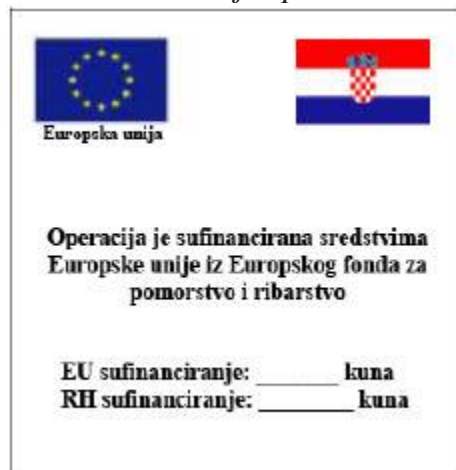 Europska unija
Operacija je sufinancirana sredstvima
Europske unije iz Europskog fonda za
pomorstvo i ribarstvo
EU sufinanciranje: _______ kuna
RH sufinanciranje: ________ kuna